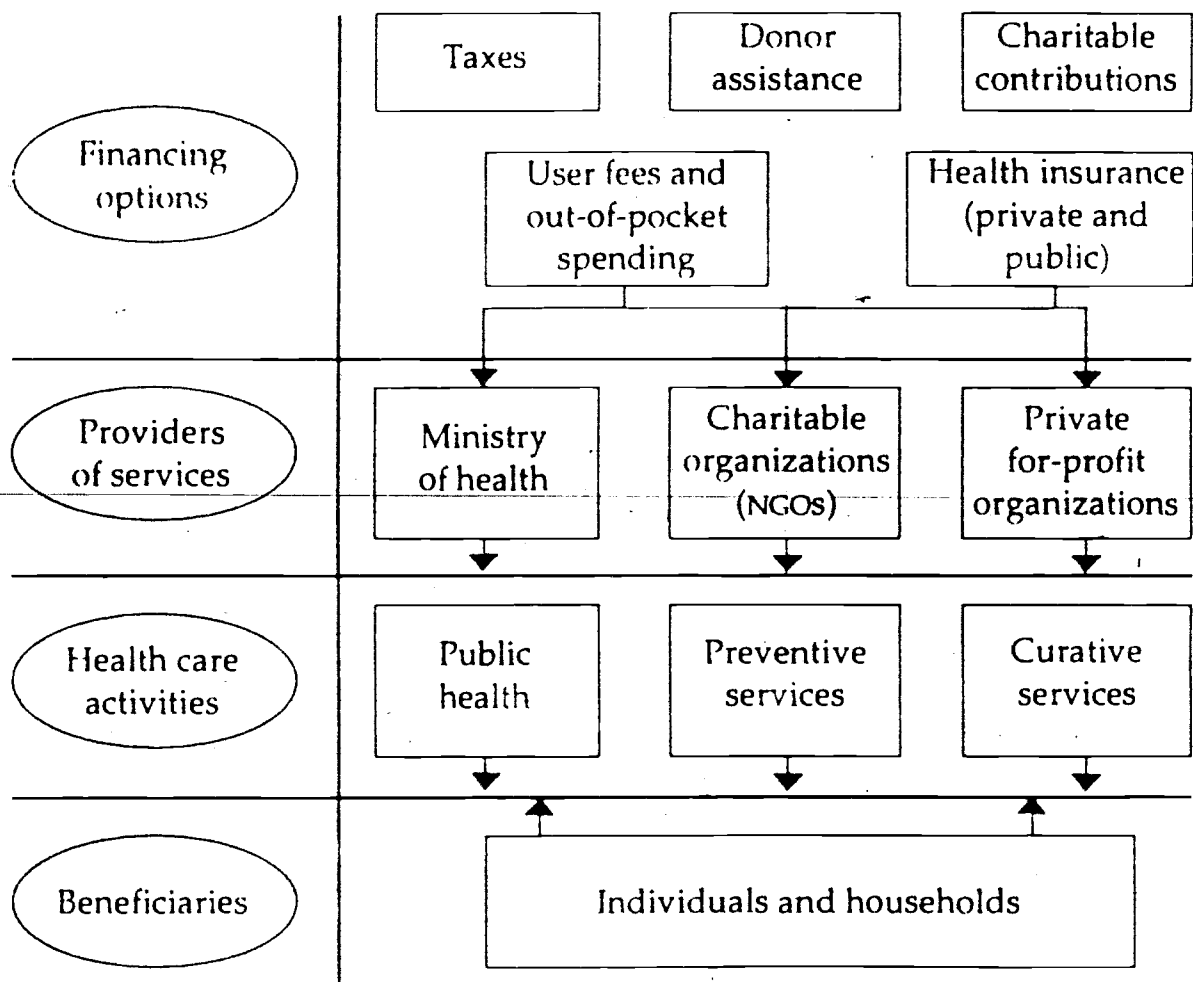 Taxes
Donor
assistance
Charitable
contributions
Financing
options
User fees and
out-of-pocket
spending
Health insurance
(private and
public)
Providers
of services
Ministry
of health
Charitable
organizations
(NGOs)
Private
for-profit
organizations
Health care
activities
Public
health
Preventive
services
Curative
services
Beneficiaries
Individuals and households